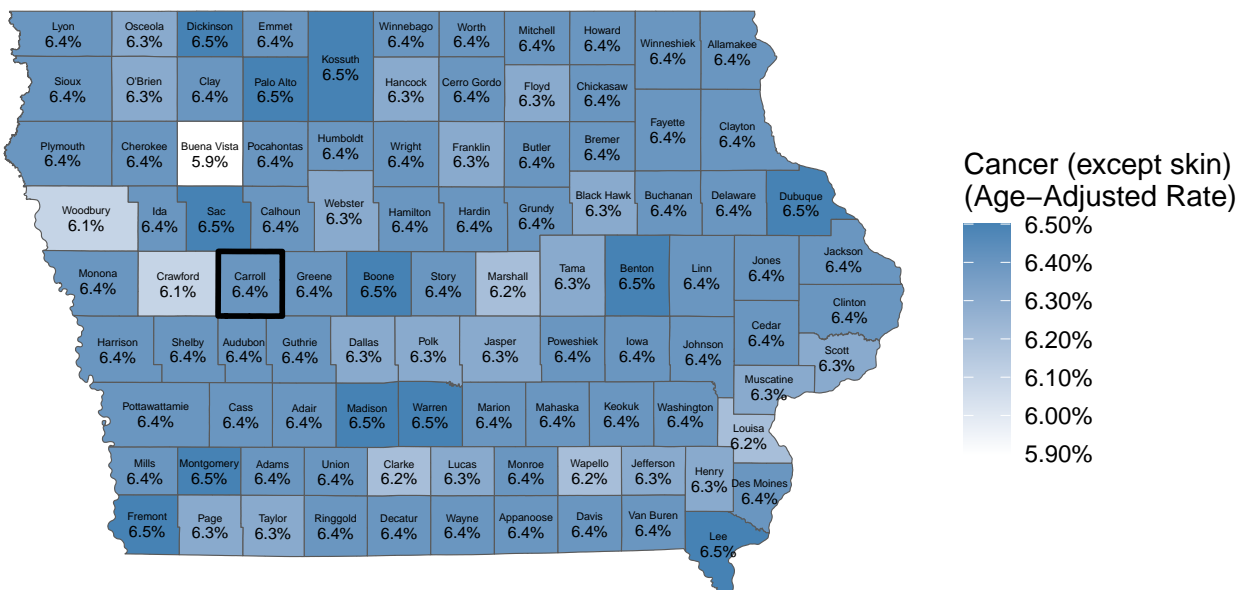 Lyon
6.4%
Osceola
6.3%
Dickinson
6.5%
Emmet
6.4%
Kossuth
6.5%
Winnebago
6.4%
Worth
6.4%
Mitchell
6.4%
Howard
6.4%
Winneshiek
6.4%
Allamakee
6.4%
Sioux
6.4%
O'Brien
6.3%
Clay
6.4%
Palo Alto
6.5%
Hancock
6.3%
Cerro Gordo
6.4%
Floyd
6.3%
Chickasaw
6.4%
Fayette
6.4%
Clayton
6.4%
Plymouth
6.4%
Cherokee
6.4%
Buena Vista
5.9%
Pocahontas
6.4%
Humboldt
6.4%
Wright
6.4%
Franklin
6.3%
Butler
6.4%
Bremer
6.4%
Woodbury
6.1%
Ida
6.4%
Sac
6.5%
Calhoun
6.4%
Webster
6.3%
Hamilton
6.4%
Hardin
6.4%
Grundy
6.4%
Black Hawk
6.3%
Buchanan
6.4%
Delaware
6.4%
Dubuque
6.5%
Monona
6.4%
Crawford
6.1%
Carroll
6.4%
Greene
6.4%
Boone
6.5%
Story
6.4%
Marshall
6.2%
Tama
6.3%
Benton
6.5%
Linn
6.4%
Jones
6.4%
Jackson
6.4%
Clinton
6.4%
Harrison
6.4%
Shelby
6.4%
Audubon
6.4%
Guthrie
6.4%
Dallas
6.3%
Polk
6.3%
Jasper
6.3%
Poweshiek
6.4%
Iowa
6.4%
Johnson
6.4%
Cedar
6.4%
Scott
6.3%
Muscatine
6.3%
Pottawattamie
6.4%
Cass
6.4%
Adair
6.4%
Madison
6.5%
Warren
6.5%
Marion
6.4%
Mahaska
6.4%
Keokuk
6.4%
Washington
6.4%
Louisa
6.2%
Mills
6.4%
Montgomery
6.5%
Adams
6.4%
Union
6.4%
Clarke
6.2%
Lucas
6.3%
Monroe
6.4%
Wapello
6.2%
Jefferson
6.3%
Henry
6.3%
Des Moines
6.4%
Fremont
6.5%
Page
6.3%
Taylor
6.3%
Ringgold
6.4%
Decatur
6.4%
Wayne
6.4%
Appanoose
6.4%
Davis
6.4%
Van Buren
6.4%
Lee
6.5%
Cancer (except skin)
(Age−Adjusted Rate)
6.50%
6.40%
6.30%
6.20%
6.10%
6.00%
5.90%